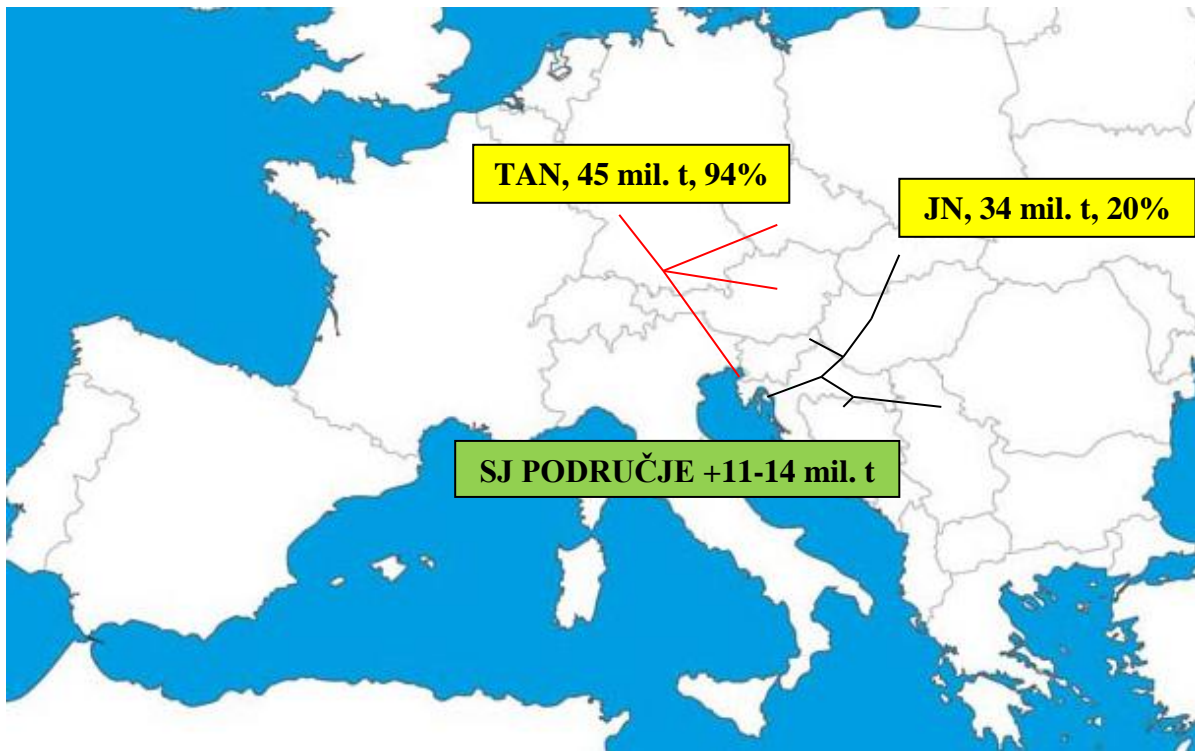 TAN, 45 mil. t, 94%
JN, 34 mil. t, 20%
SJ PODRUČJE +11-14 mil. t